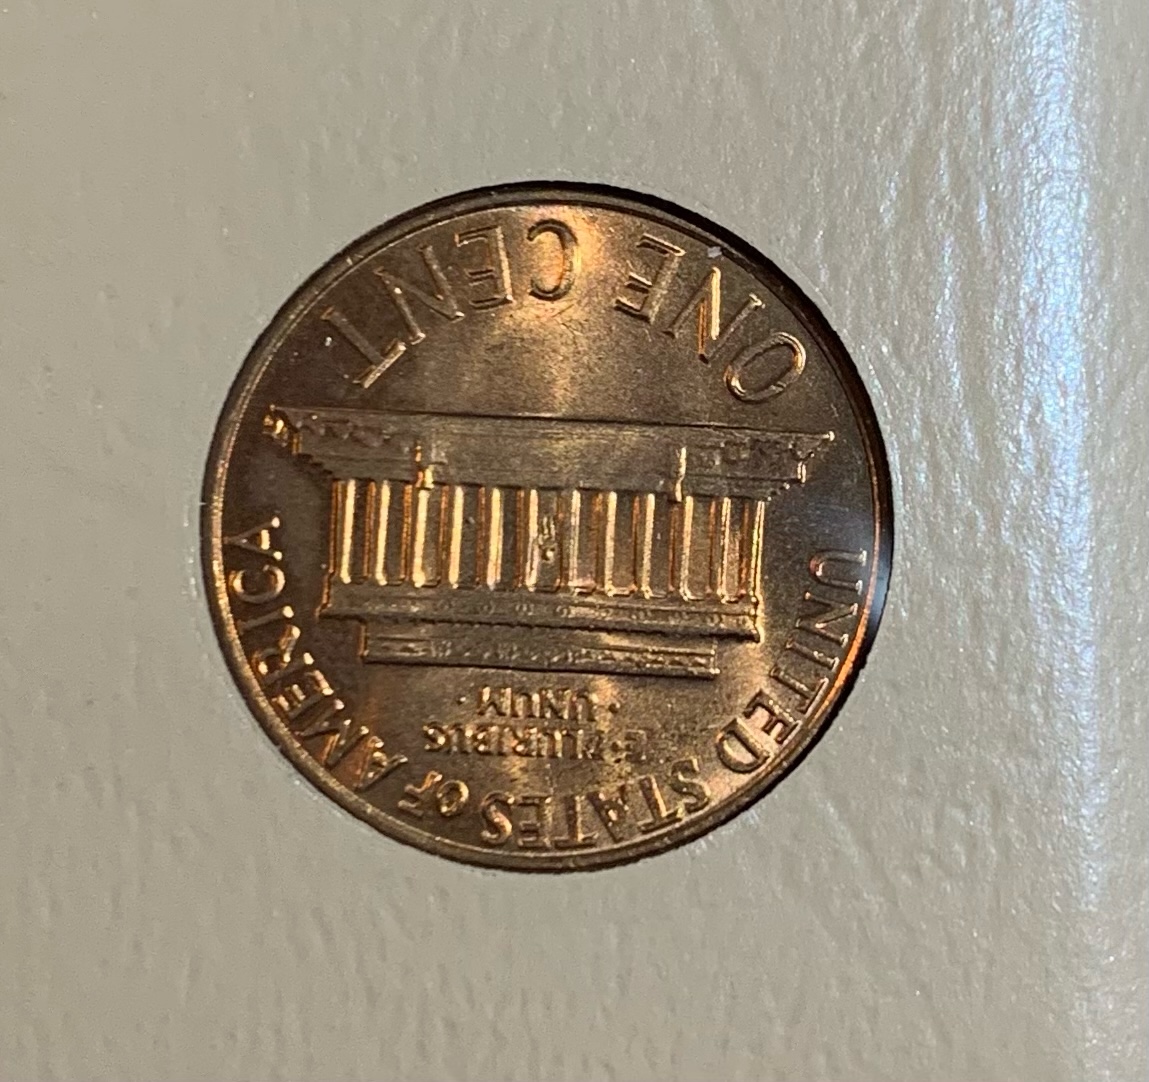 UNITED STATES OF AMERICA
E·PLURIBUS
·UNUM·
ONE CENT